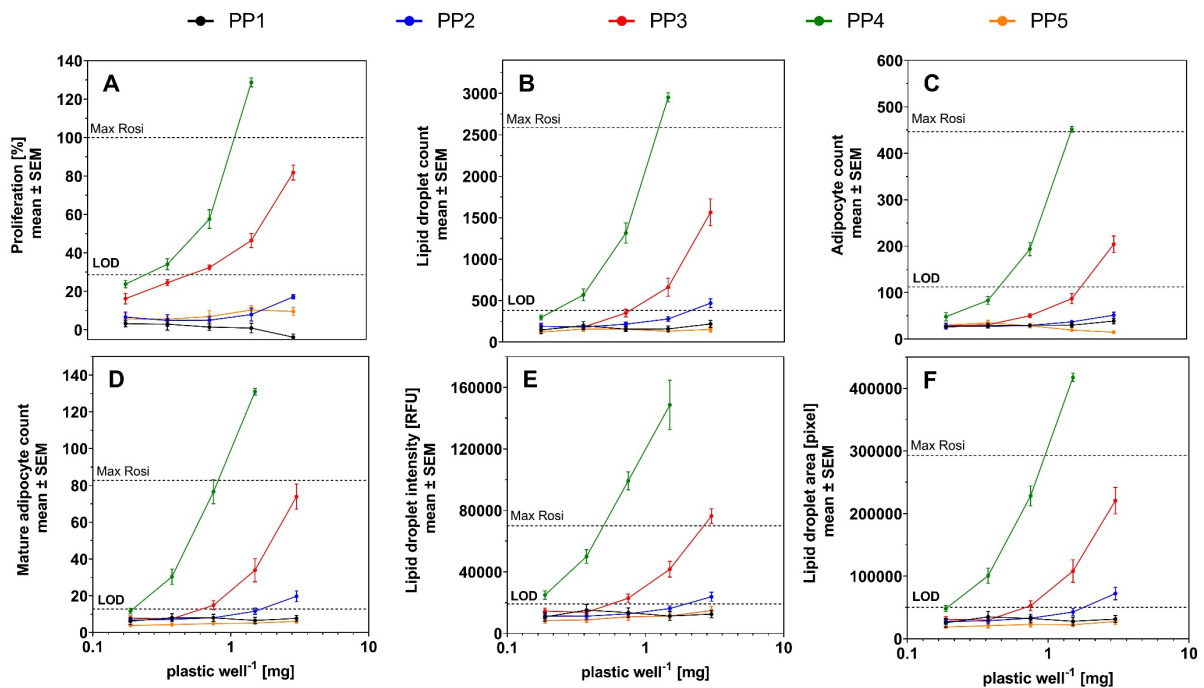 PP1 PP2 PP3 PP4 PP5
A
Proliferation [%]
mean ± SEM
140
120
100
80
60
40
20
0
Max Rosi
LOD
B
Lipid droplet count
mean ± SEM
3000
2500
2000
1500
1000
500
0
Max Rosi
LOD
C
Adipocyte count
mean ± SEM
600
500
400
300
200
100
0
Max Rosi
LOD
D
Mature adipocyte count
mean ± SEM
140
120
100
80
60
40
20
0
Max Rosi
LOD
0.1 1 10
plastic well-1 [mg]
E
Lipid droplet intensity [RFU]
mean ± SEM
160000
120000
80000
40000
0
Max Rosi
LOD
0.1 1 10
plastic well-1 [mg]
F
Lipid droplet area [pixel]
mean ± SEM
400000
300000
200000
100000
0
Max Rosi
LOD
0.1 1 10
plastic well-1 [mg]